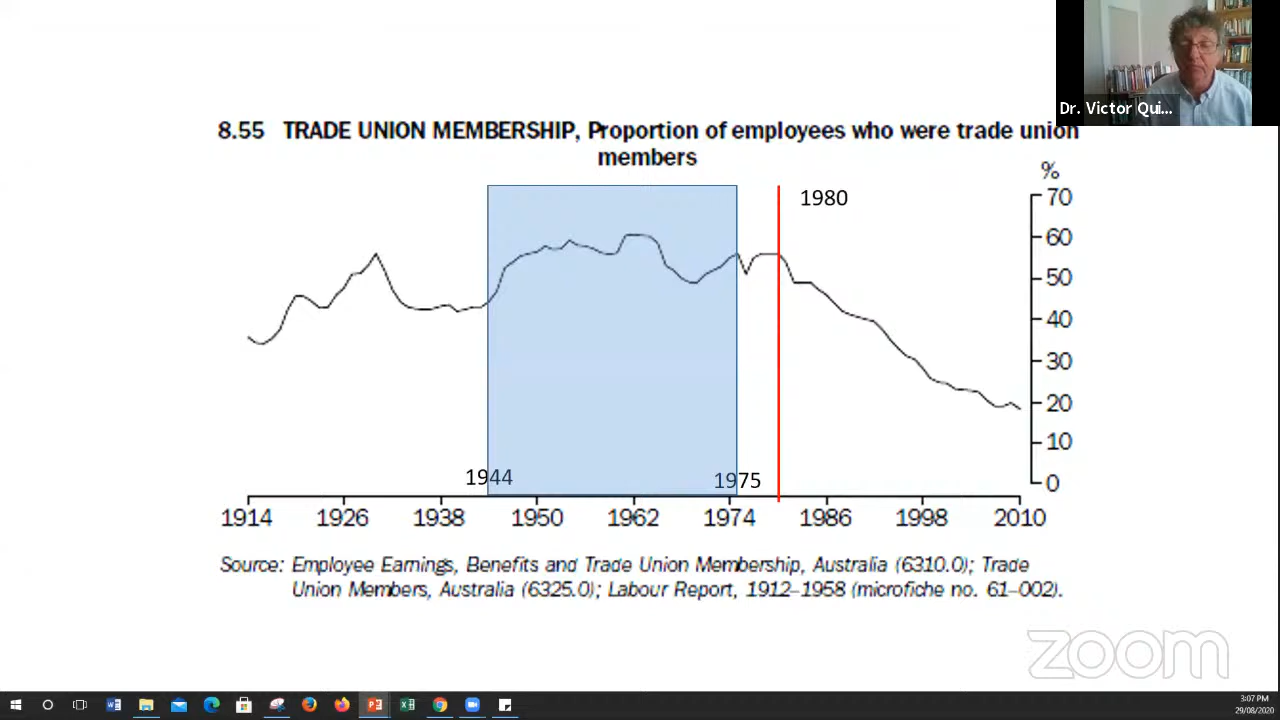 Dr. Victor Qui...
8.55 TRADE UNION MEMBERSHIP, Proportion of employees who were trade union
members
%
70
1980
60
50
40
30
20
10
0
1944
1975
1914 1926 1938 1950 1962 1974 1986 1998 2010
Source: Employee Earnings, Benefits and Trade Union Membership, Australia (6310.0); Trade
Union Members, Australia (6325.0); Labour Report, 1912–1958 (microfiche no. 61–002).
zoom
3:07 PM
29/08/2020